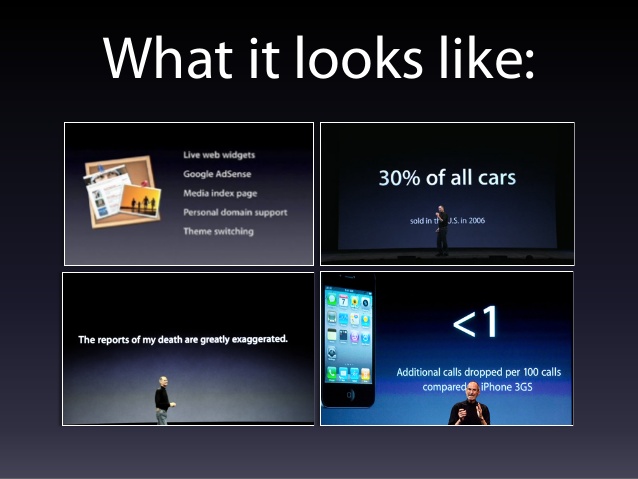 What it looks like:
Live web widgets
Google AdSense
Media index page
Personal domain support
Theme switching
30% of all cars
sold in th U.S. in 2006
The reports of my death are greatly exaggerated.
<1
Additional calls dropped per 100 calls
compared iPhone 3GS